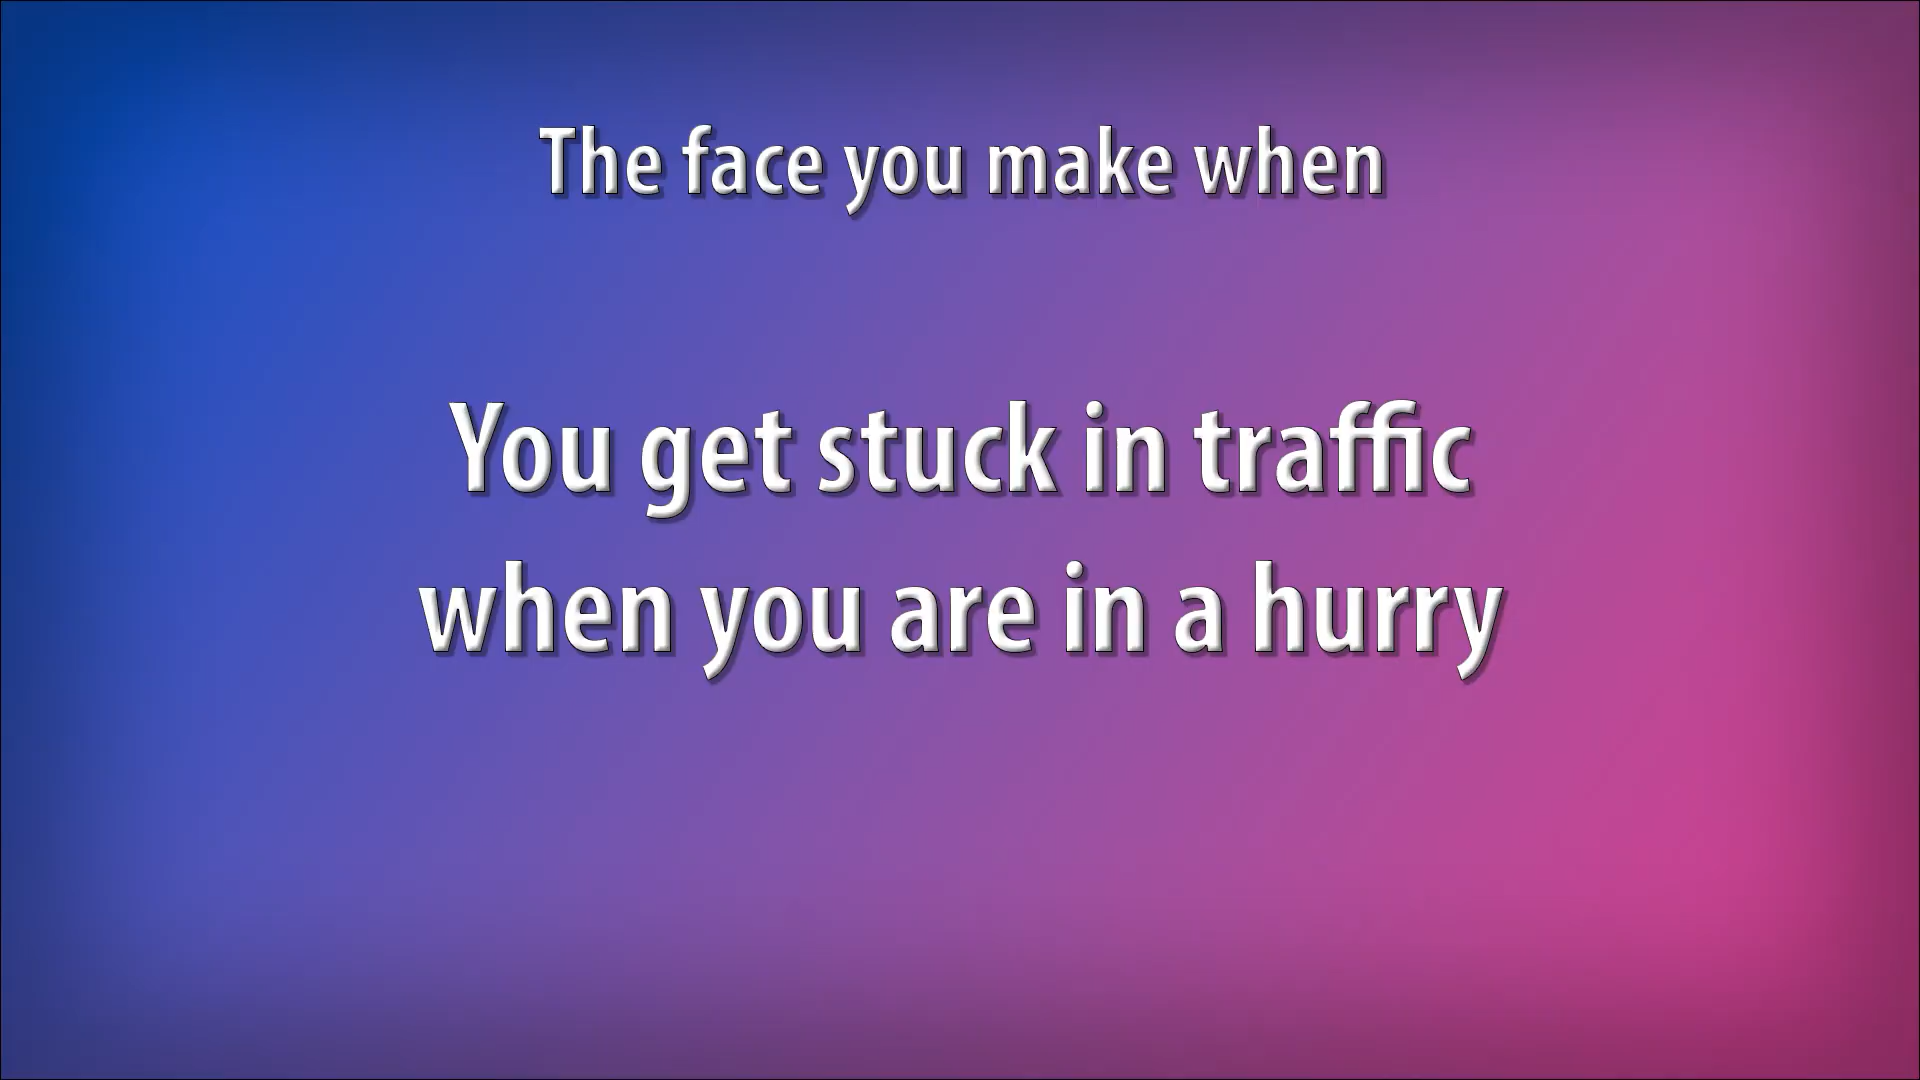 The face you make when
You get stuck in traffic
when you are in a hurry